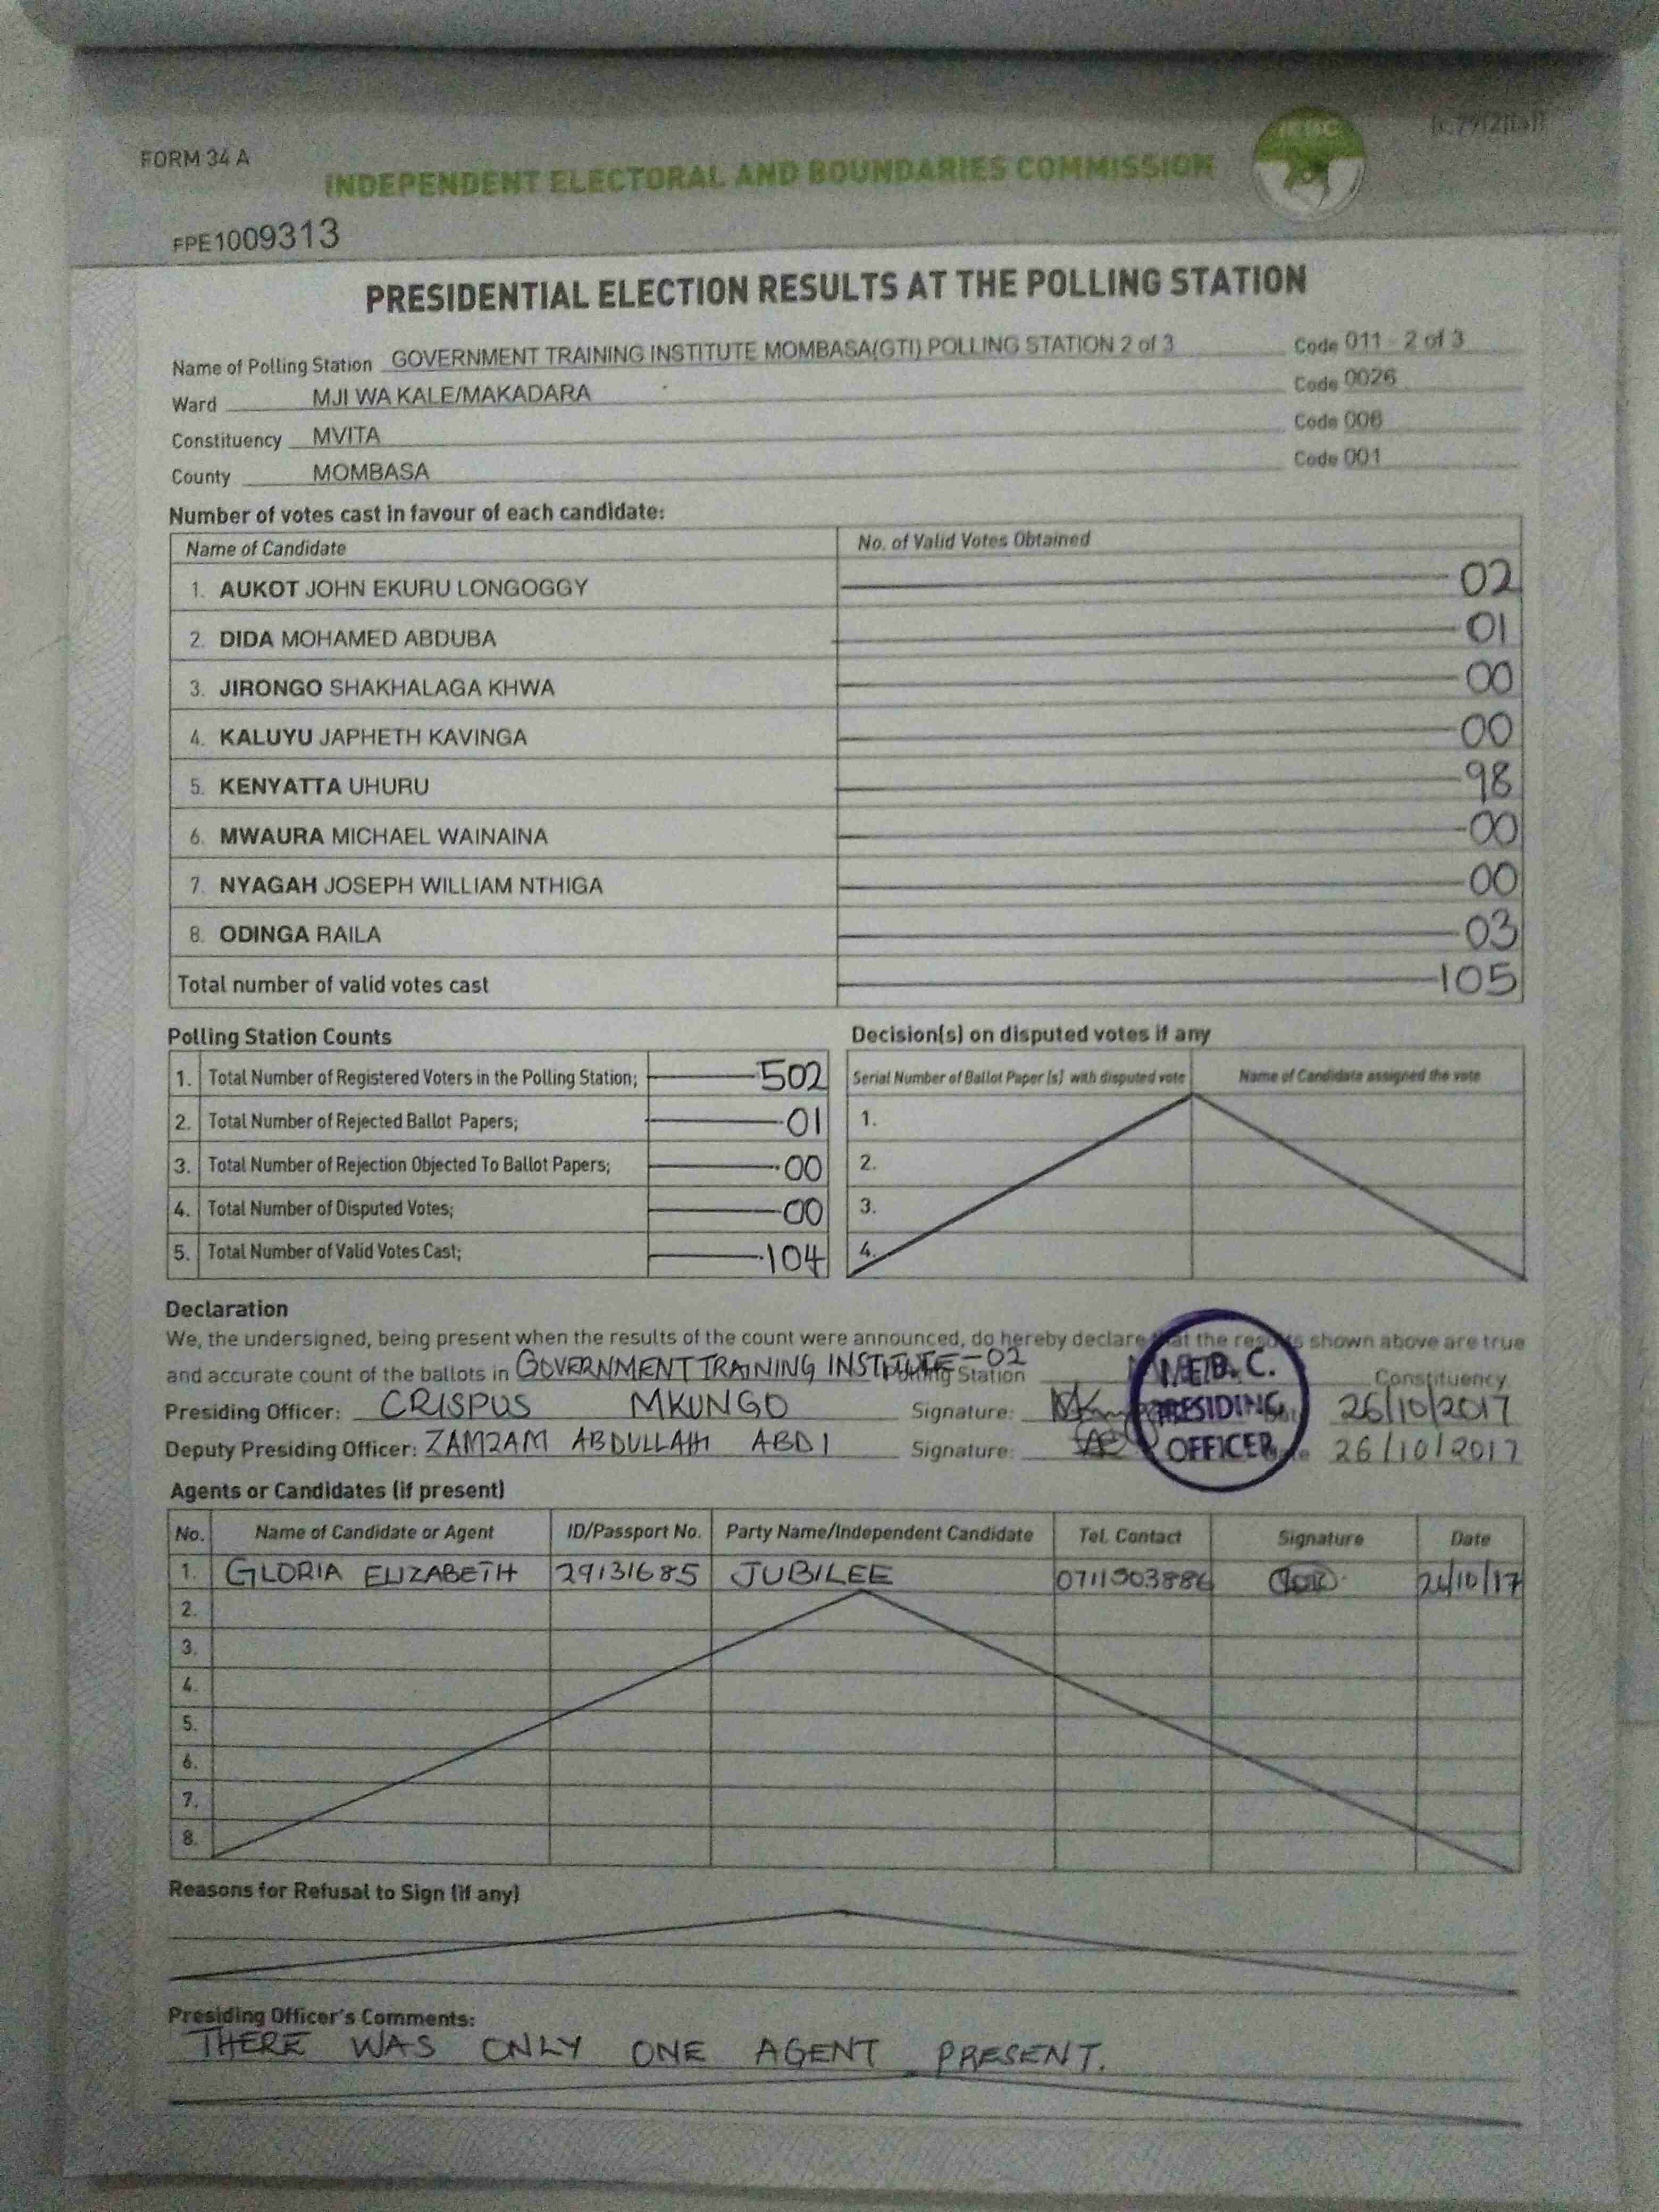 FORM 34 A
INDEPENDENT ELECTORAL AND BOUNDARIES COMMISSION
IEBC
FPE1009313
PRESIDENTIAL ELECTION RESULTS AT THE POLLING STATION
Name of Polling Station GOVERNMENT TRAINING INSTITUTE MOMBASA(GTI) POLLING STATION 2 of 3 Code 011 - 2 of 3
Ward MJI WA KALE/MAKADARA Code 0026
Constituency MVITA Code 006
County MOMBASA Code 001
Number of votes cast in favour of each candidate:
Name of Candidate No. of Valid Votes Obtained
1. AUKOT JOHN EKURU LONGOGGY 02
2. DIDA MOHAMED ABDUBA 01
3. JIRONGO SHAKHALAGA KHWA 00
4. KALUYU JAPHETH KAVINGA 00
5. KENYATTA UHURU 98
6. MWAURA MICHAEL WAINAINA 00
7. NYAGAH JOSEPH WILLIAM NTHIGA 00
8. ODINGA RAILA 03
Total number of valid votes cast 105
Polling Station Counts Decision(s) on disputed votes if any
Serial Number of Ballot Paper (s) with disputed vote Name of Candidate assigned the vote
1. Total Number of Registered Voters in the Polling Station; 502
2. Total Number of Rejected Ballot Papers; 01 1.
3. Total Number of Rejection Objected To Ballot Papers; 00 2.
4. Total Number of Disputed Votes; 00 3.
5. Total Number of Valid Votes Cast; 104 4.
Declaration
We, the undersigned, being present when the results of the count were announced, do hereby declare that the results shown above are true
and accurate count of the ballots in GOVERNMENT TRAINING INSTITUTE-02 Polling Station Constituency
Presiding Officer: CRISPUS MKUNGO Signature: 26/10/2017
Deputy Presiding Officer: ZAMZAM ABDULLAHI ABDI Signature: Date 26/10/2017
I.E.B.C.
PRESIDING
OFFICER
Agents or Candidates (if present)
No. Name of Candidate or Agent ID/Passport No. Party Name/Independent Candidate Tel. Contact Signature Date
1. GLORIA ELIZABETH 29131685 JUBILEE 0711503886 26/10/17
2.
3.
4.
5.
6.
7.
8.
Reasons for Refusal to Sign (if any)
Presiding Officer's Comments:
THERE WAS ONLY ONE AGENT PRESENT.